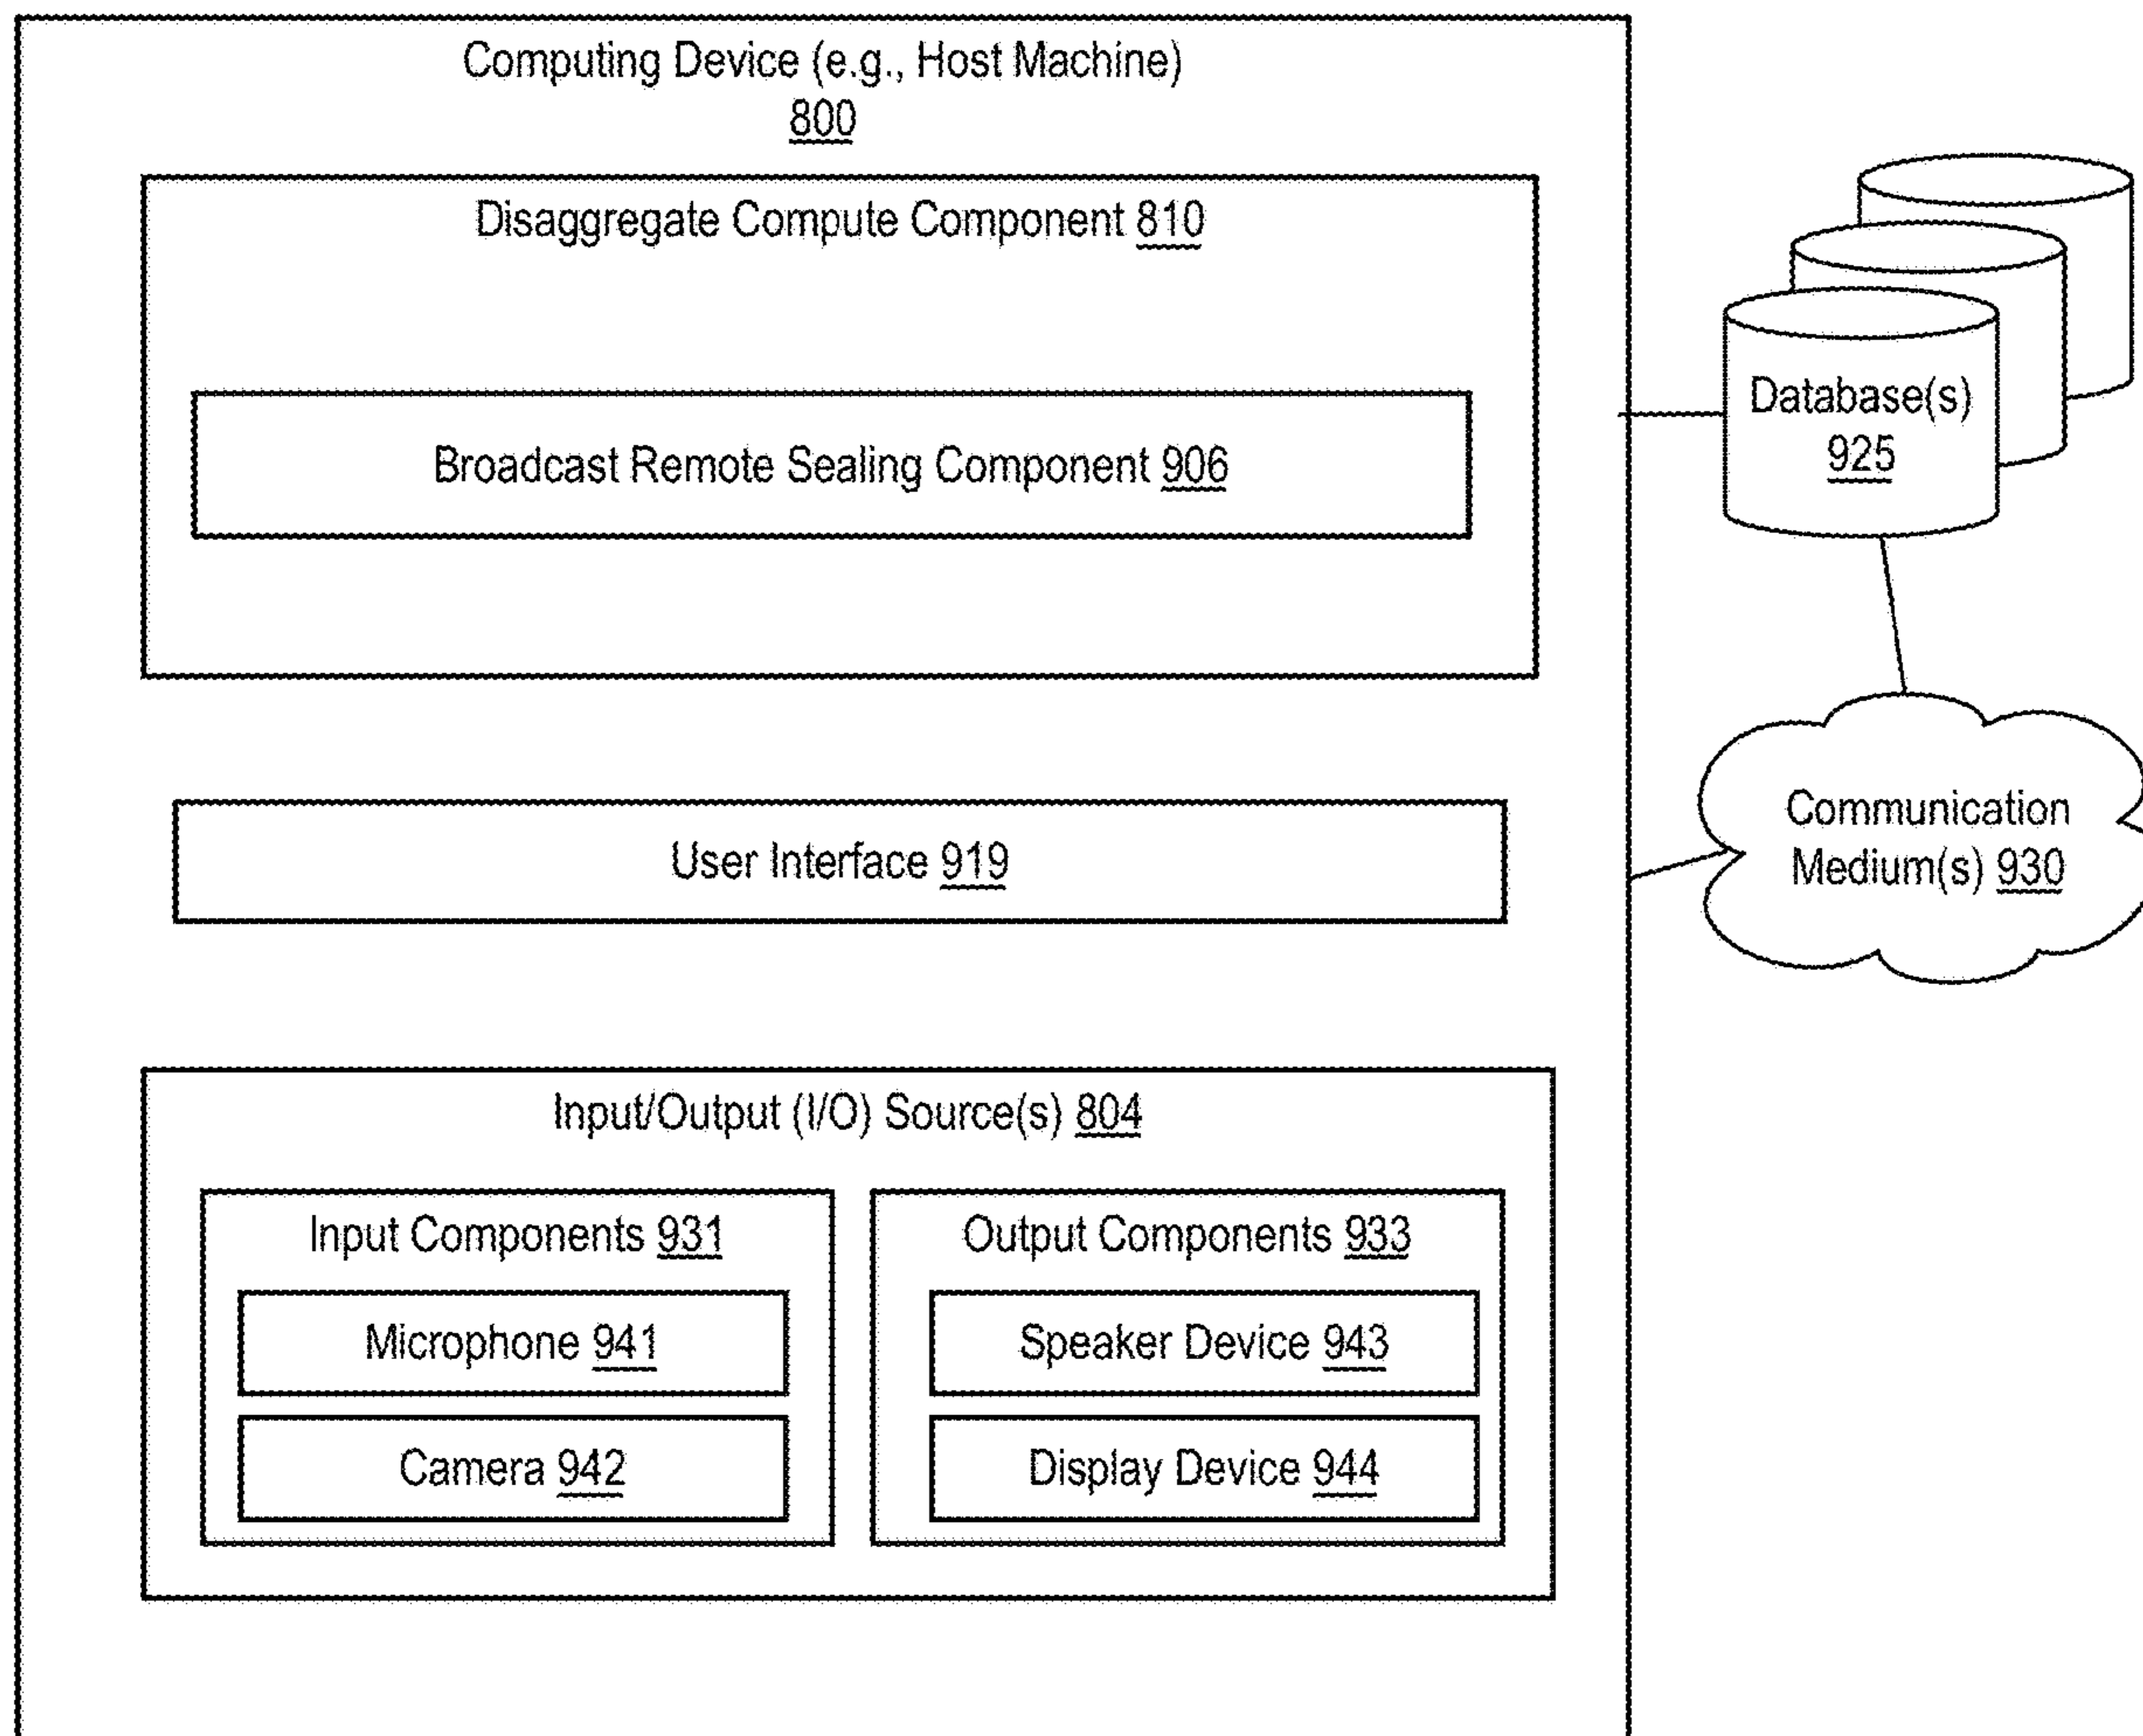 Computing Device (e.g., Host Machine)
800
Disaggregate Compute Component 810
Broadcast Remote Sealing Component 906
Database(s)
925
User Interface 919
Communication
Medium(s) 930
Input/Output (I/O) Source(s) 804
Input Components 931
Output Components 933
Microphone 941
Speaker Device 943
Camera 942
Display Device 944